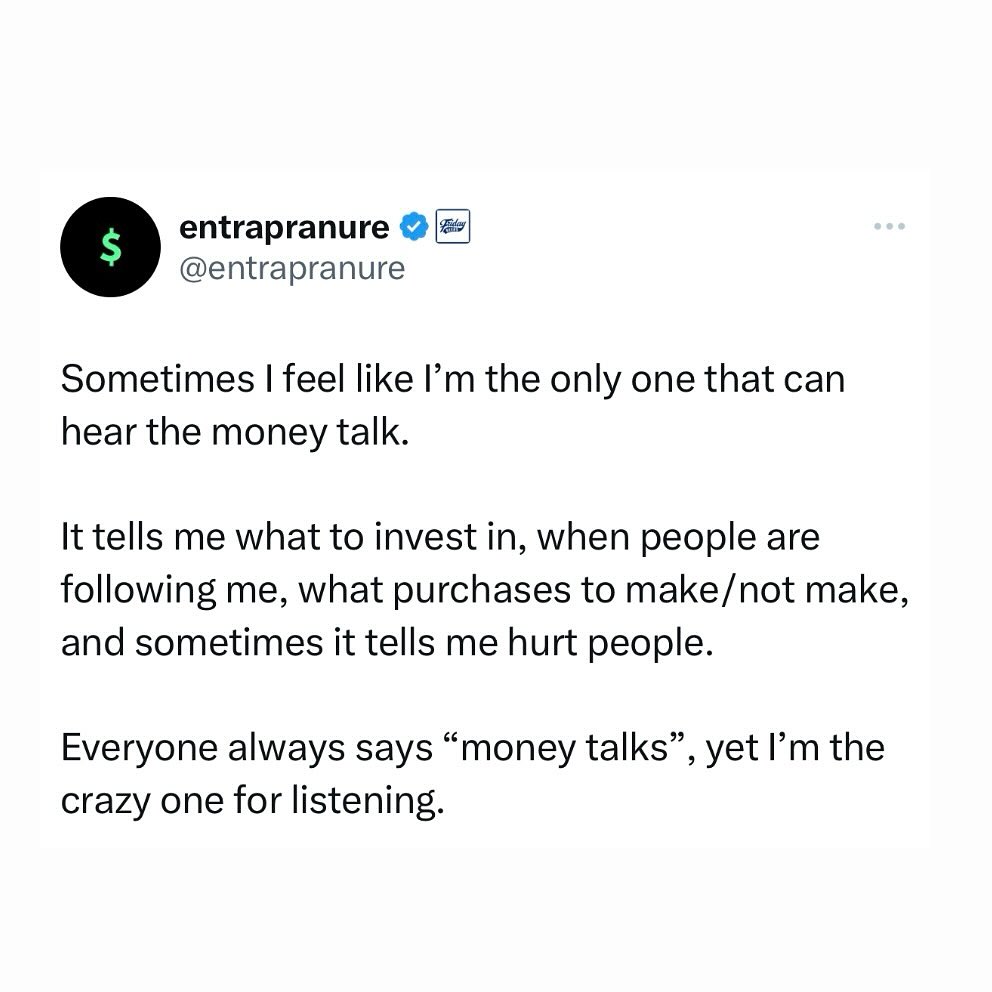 $
entrapranure
Friday
@entrapranure
Sometimes I feel like I’m the only one that can
hear the money talk.
It tells me what to invest in, when people are
following me, what purchases to make/not make,
and sometimes it tells me hurt people.
Everyone always says “money talks”, yet I’m the
crazy one for listening.